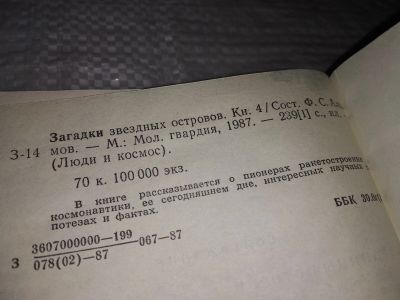 Загадки звездных островов. Кн. 4/Сост. Ф. С.
З-14 мов. — М.: Мол. гвардия, 1987. — 239[1] с., ил.
(Люди и космос).
70 к. 100 000 экз.
В книге рассказывается о пионерах ракетостроения
космонавтики, ее сегодняшнем дне, интересных научных
потезах и фактах.
З 3607000000—199 067—87
078(02)—87
ББК